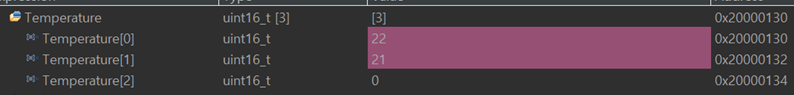 Temperature uint16_t [3] [3] 0x20000130
Temperature[0] uint16_t 22 0x20000130
Temperature[1] uint16_t 21 0x20000132
Temperature[2] uint16_t 0 0x20000134